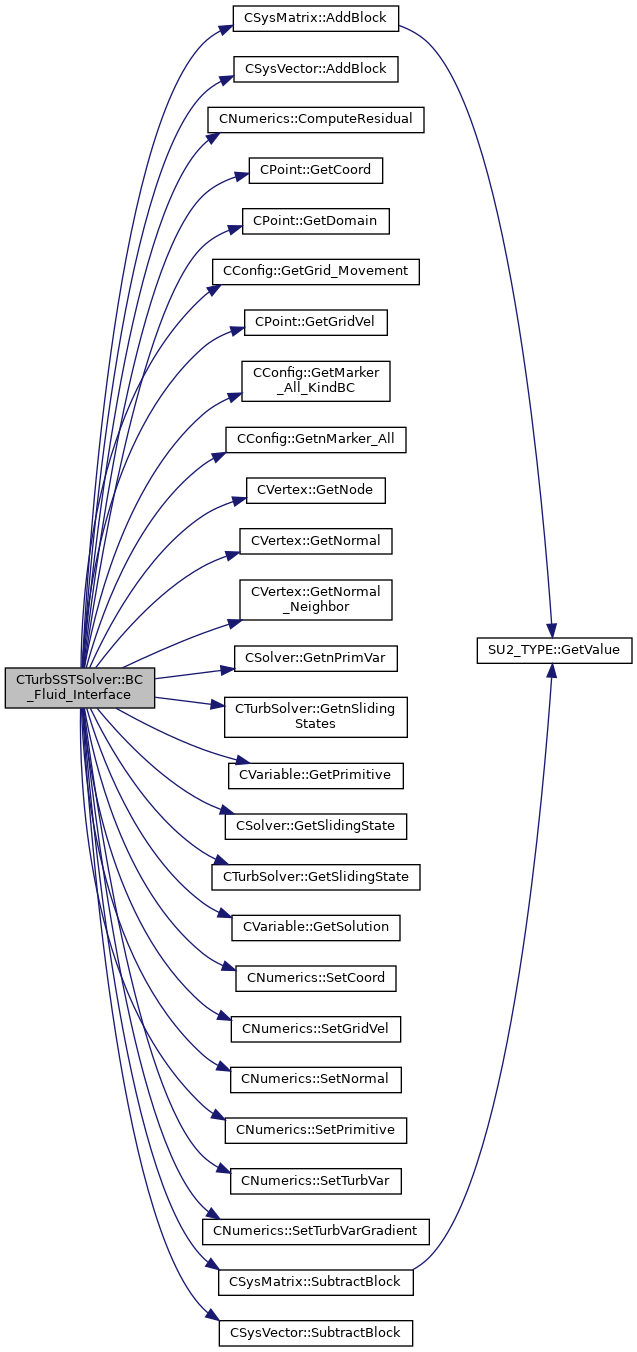 CSysMatrix::AddBlock
CSysVector::AddBlock
CNumerics::ComputeResidual
CPoint::GetCoord
CPoint::GetDomain
CConfig::GetGrid_Movement
CPoint::GetGridVel
CConfig::GetMarker
_All_KindBC
CConfig::GetnMarker_All
CVertex::GetNode
CVertex::GetNormal
CVertex::GetNormal
_Neighbor
CSolver::GetnPrimVar
CTurbSolver::GetnSliding
States
CVariable::GetPrimitive
CSolver::GetSlidingState
CTurbSolver::GetSlidingState
CVariable::GetSolution
CNumerics::SetCoord
CNumerics::SetGridVel
CNumerics::SetNormal
CNumerics::SetPrimitive
CNumerics::SetTurbVar
CNumerics::SetTurbVarGradient
CSysMatrix::SubtractBlock
CSysVector::SubtractBlock
CTurbSSTSolver::BC
_Fluid_Interface
SU2_TYPE::GetValue